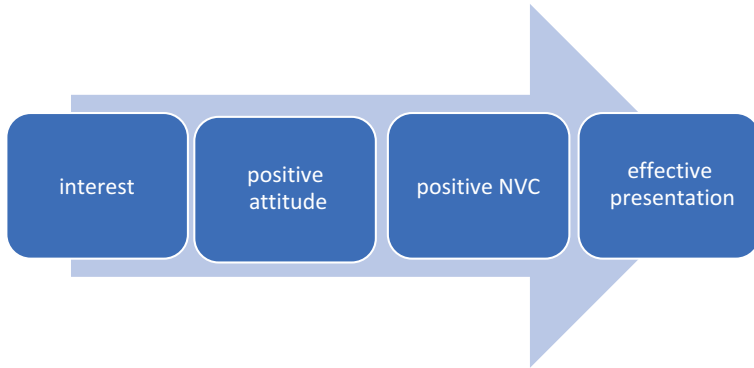 interest
positive
attitude
positive NVC
effective
presentation